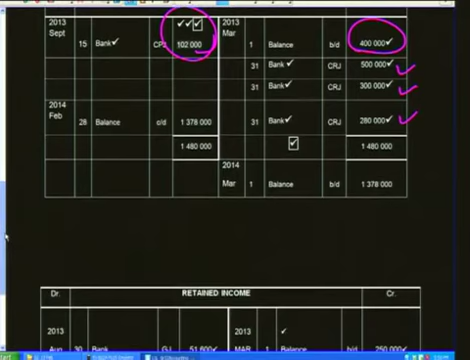 2013 2013
Sept Mar
15 Bank✓ CPJ 102 000 1 Balance b/d 400 000✓
31 Bank✓ CRJ 500 000✓
31 Bank✓ CRJ 300 000✓
2014
Feb 28 Balance c/d 1 378 000 31 Bank✓ CRJ 280 000✓
1 480 000 1 480 000
2014
Mar 1 Balance b/d 1 378 000
Dr. RETAINED INCOME Cr.
2013 2013
Aug 30 Bank GJ 51 600✓ MAR 1 Balance b/d 250 000✓